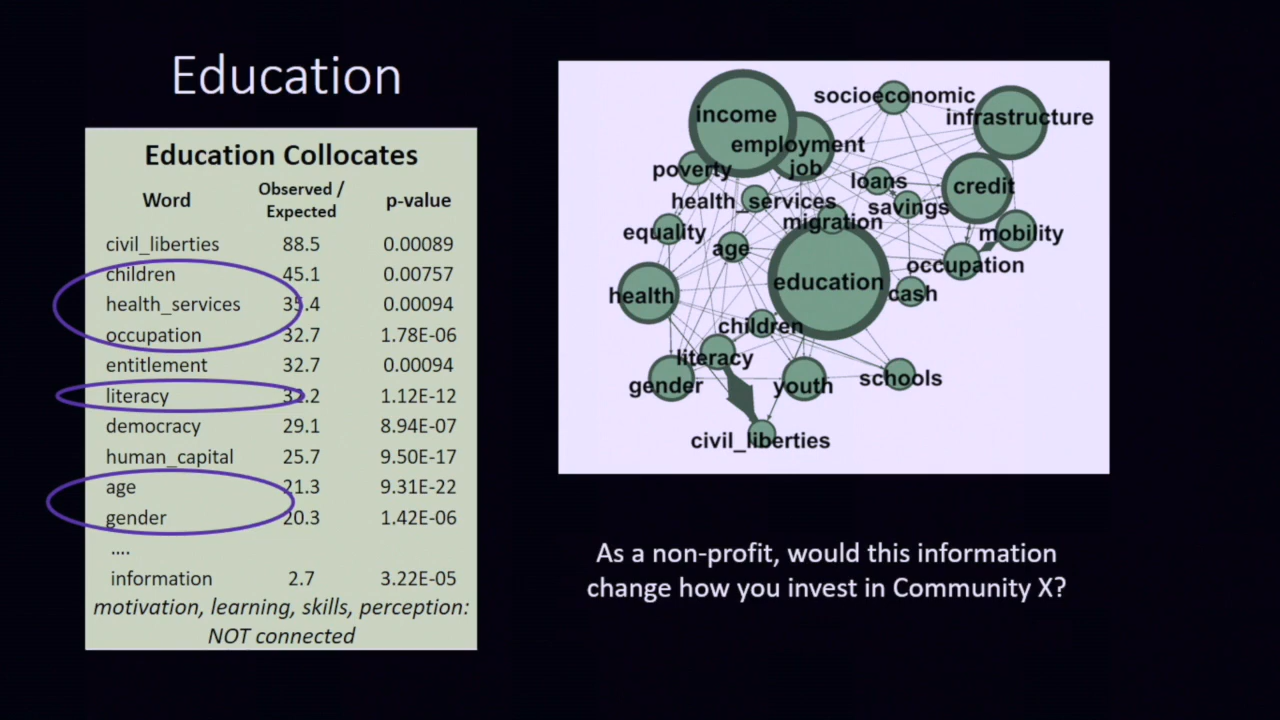 Education
Education Collocates
Word Observed / Expected p-value
civil_liberties 88.5 0.00089
children 45.1 0.00757
health_services 35.4 0.00094
occupation 32.7 1.78E-06
entitlement 32.7 0.00094
literacy 32.2 1.12E-12
democracy 29.1 8.94E-07
human_capital 25.7 9.50E-17
age 21.3 9.31E-22
gender 20.3 1.42E-06
....
information 2.7 3.22E-05
motivation, learning, skills, perception:
NOT connected
socioeconomic
income
infrastructure
employment
poverty
job
loans
credit
health_services
savings
migration
equality
mobility
age
occupation
education
health
cash
children
literacy
gender
youth
schools
civil_liberties
As a non-profit, would this information
change how you invest in Community X?